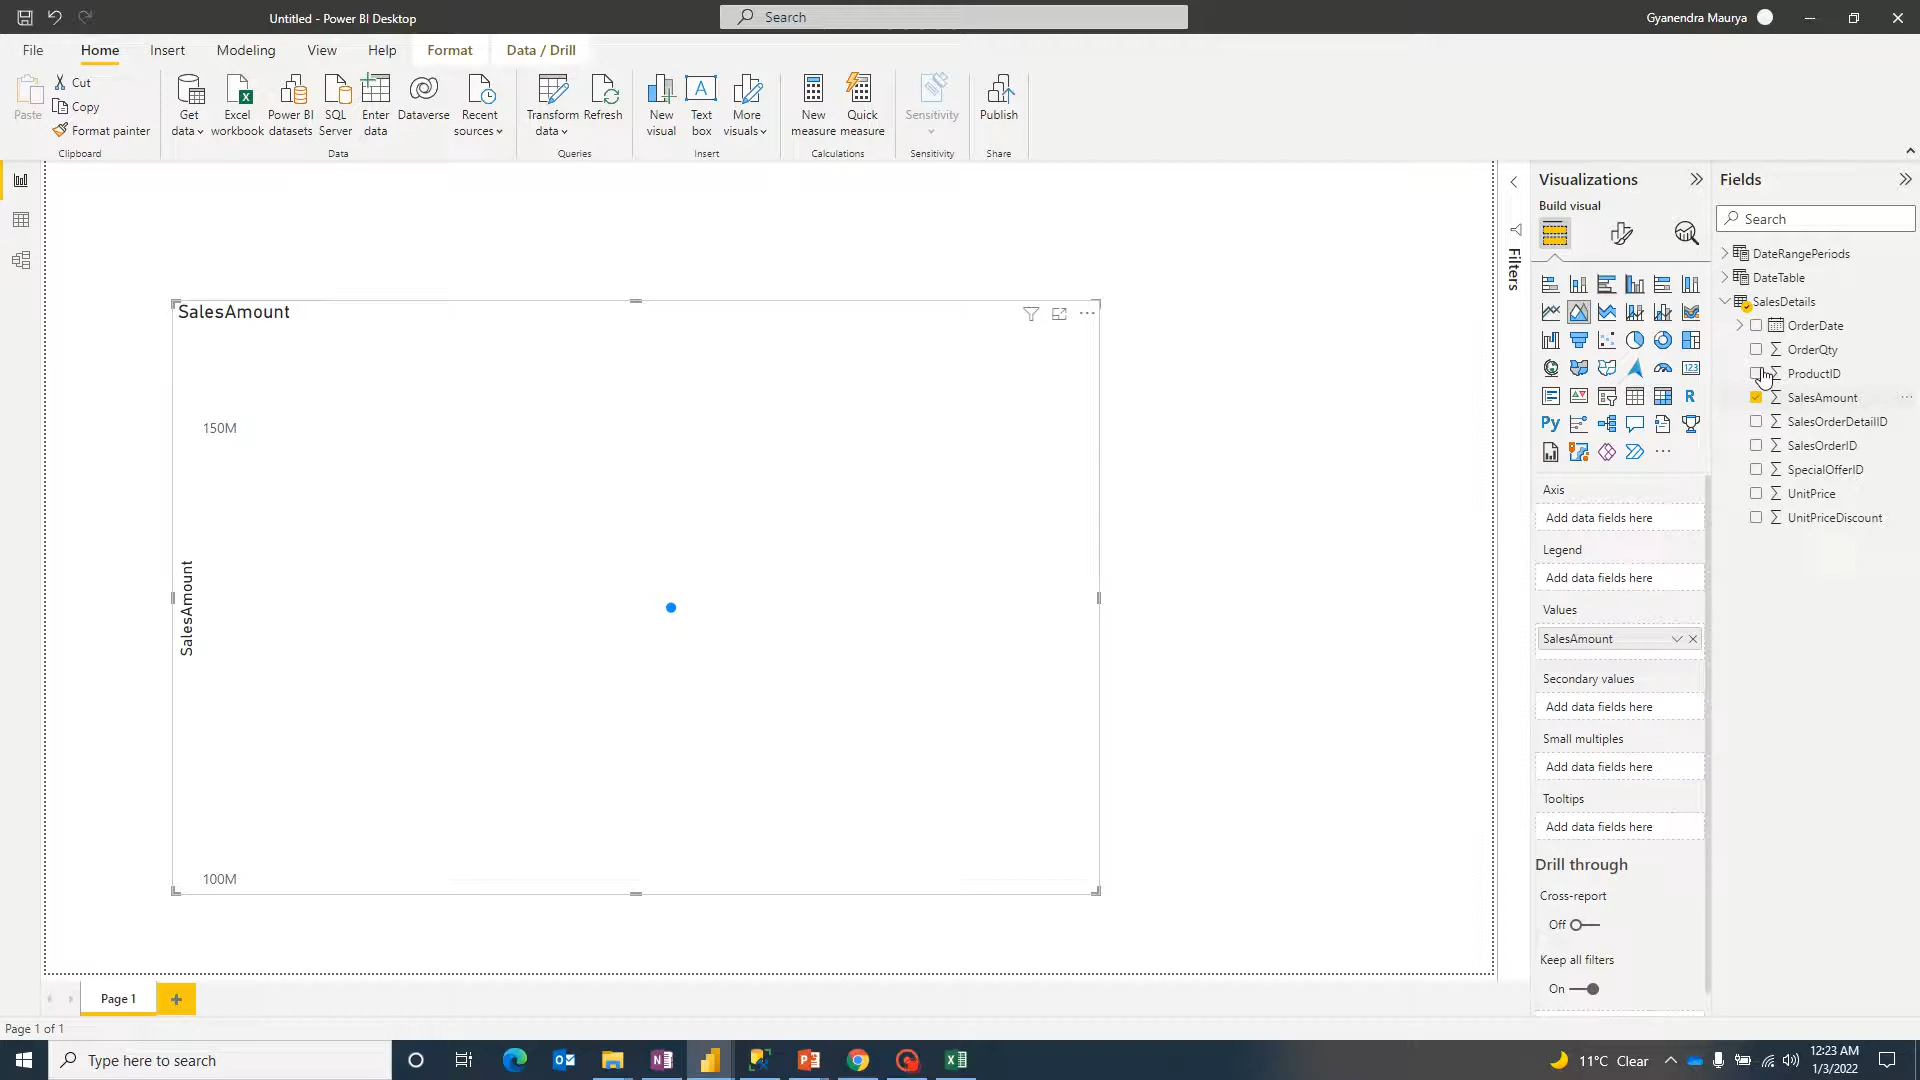 Untitled - Power BI Desktop
Search
Gyanendra Maurya
File
Home
Insert
Modeling
View
Help
Format
Data / Drill
Paste
Cut
Copy
Format painter
Clipboard
Get data
Excel workbook
Power BI datasets
SQL Server
Enter data
Dataverse
Recent sources
Data
Transform data
Refresh
Queries
New visual
A
Text box
More visuals
Insert
New measure
Quick measure
Calculations
Sensitivity
Sensitivity
Publish
Share
SalesAmount
150M
SalesAmount
100M
Filters
Visualizations
Build visual
123
R
Py
Axis
Add data fields here
Legend
Add data fields here
Values
SalesAmount
Secondary values
Add data fields here
Small multiples
Add data fields here
Tooltips
Add data fields here
Drill through
Cross-report
Off
Keep all filters
On
Fields
Search
DateRangePeriods
DateTable
SalesDetails
OrderDate
OrderQty
ProductID
SalesAmount
SalesOrderDetailID
SalesOrderID
SpecialOfferID
UnitPrice
UnitPriceDiscount
Page 1
Page 1 of 1
Type here to search
11°C Clear
12:23 AM
1/3/2022